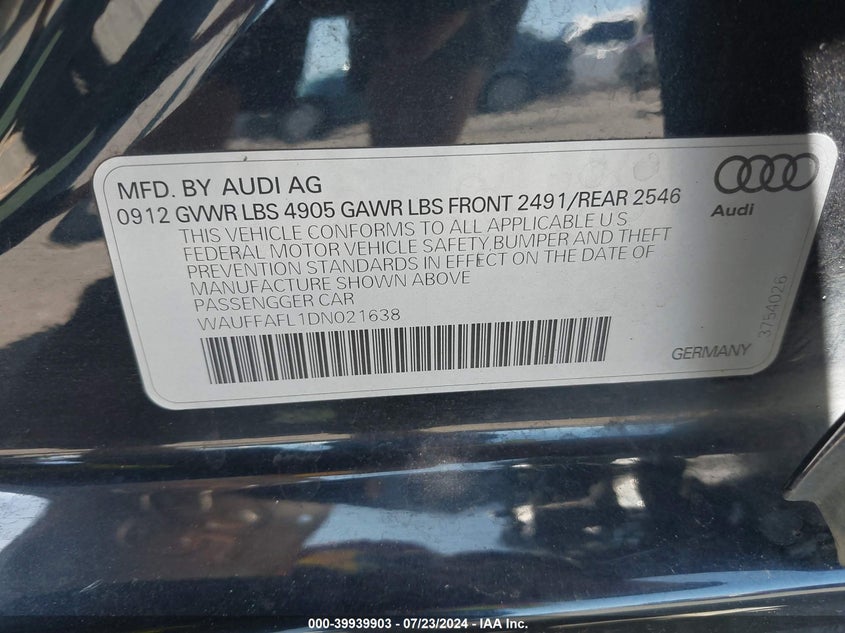 MFD. BY AUDI AG
0912 GVWR LBS 4905 GAWR LBS FRONT 2491/REAR 2546
THIS VEHICLE CONFORMS TO ALL APPLICABLE U S
FEDERAL MOTOR VEHICLE SAFETY,BUMPER AND THEFT
PREVENTION STANDARDS IN EFFECT ON THE DATE OF
MANUFACTURE SHOWN ABOVE
PASSENGGER CAR
WAUFFAFL1DN021638
Audi
3754026
GERMANY
000-39939903 - 07/23/2024 - IAA Inc.